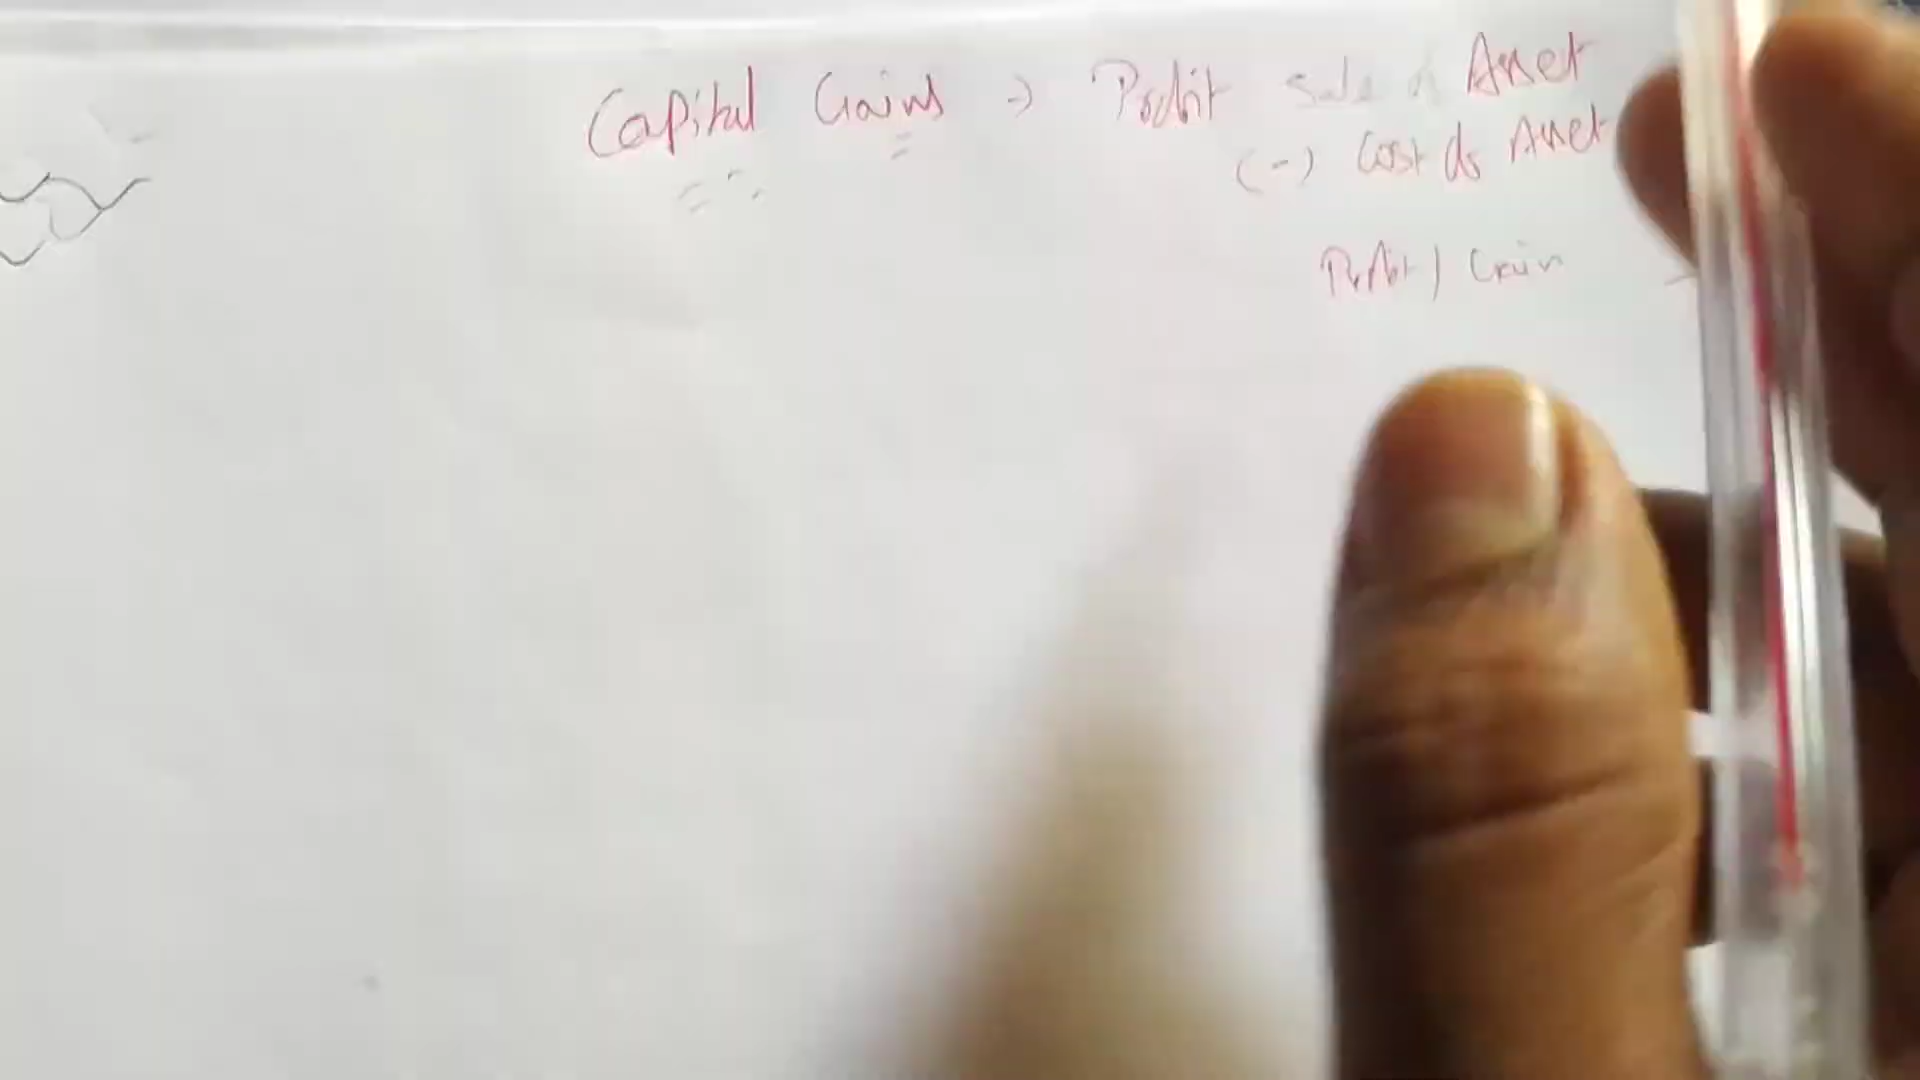 Capital Gains → Profit Sale of Asset
(-) Cost of Asset
Profit / Gain